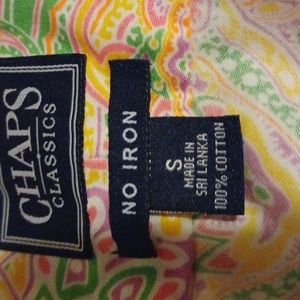 CHAPS
CLASSICS
NO IRON
S
MADE IN
SRI LANKA
100% COTTON